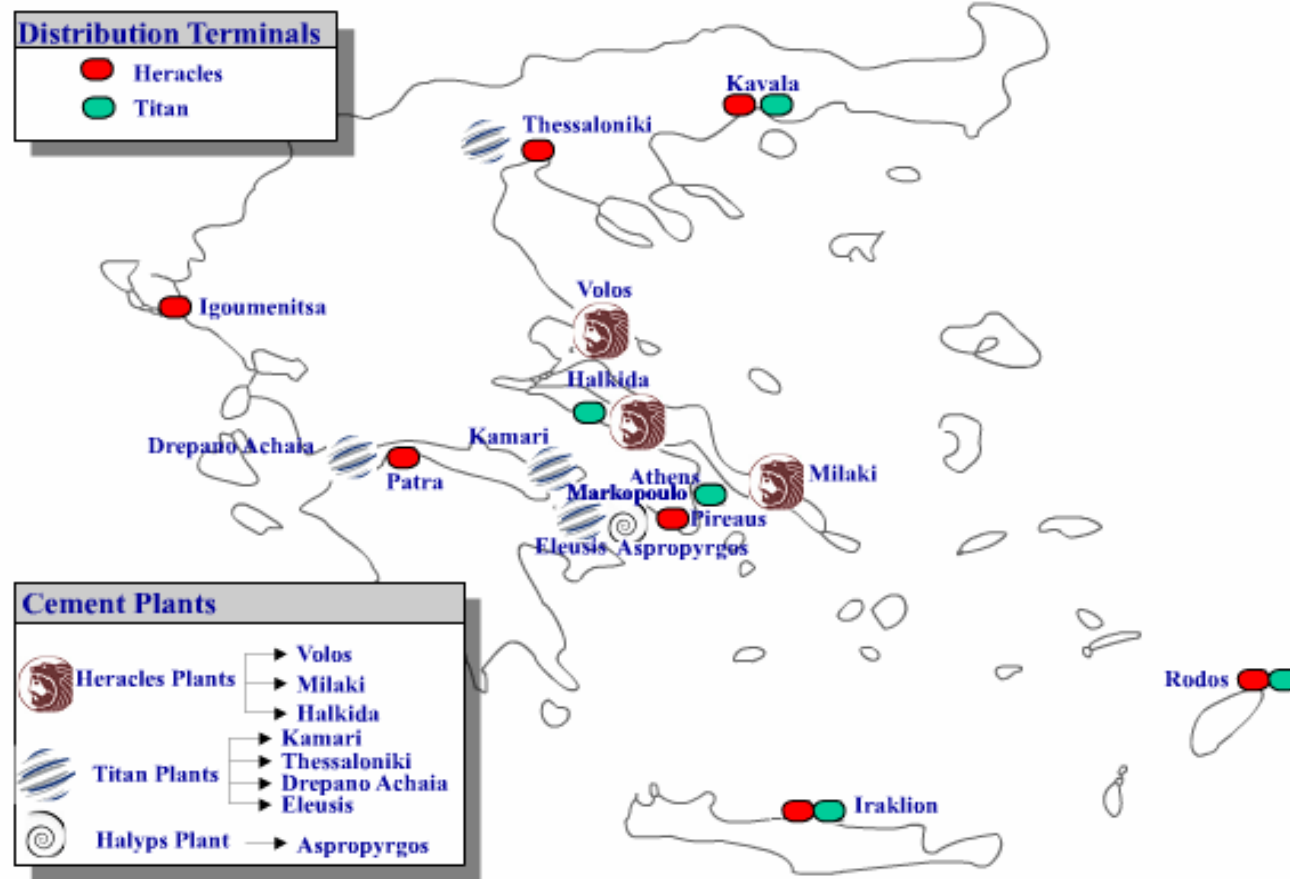 Distribution Terminals
Heracles
Titan
Kavala
Thessaloniki
Igoumenitsa
Volos
Halkida
Drepano Achaia
Kamari
Patra
Athens
Milaki
Markopoulo
Pireaus
Eleusis
Aspropyrgos
Rodos
Iraklion
Cement Plants
Heracles Plants
Volos
Milaki
Halkida
Titan Plants
Kamari
Thessaloniki
Drepano Achaia
Eleusis
Halyps Plant
Aspropyrgos